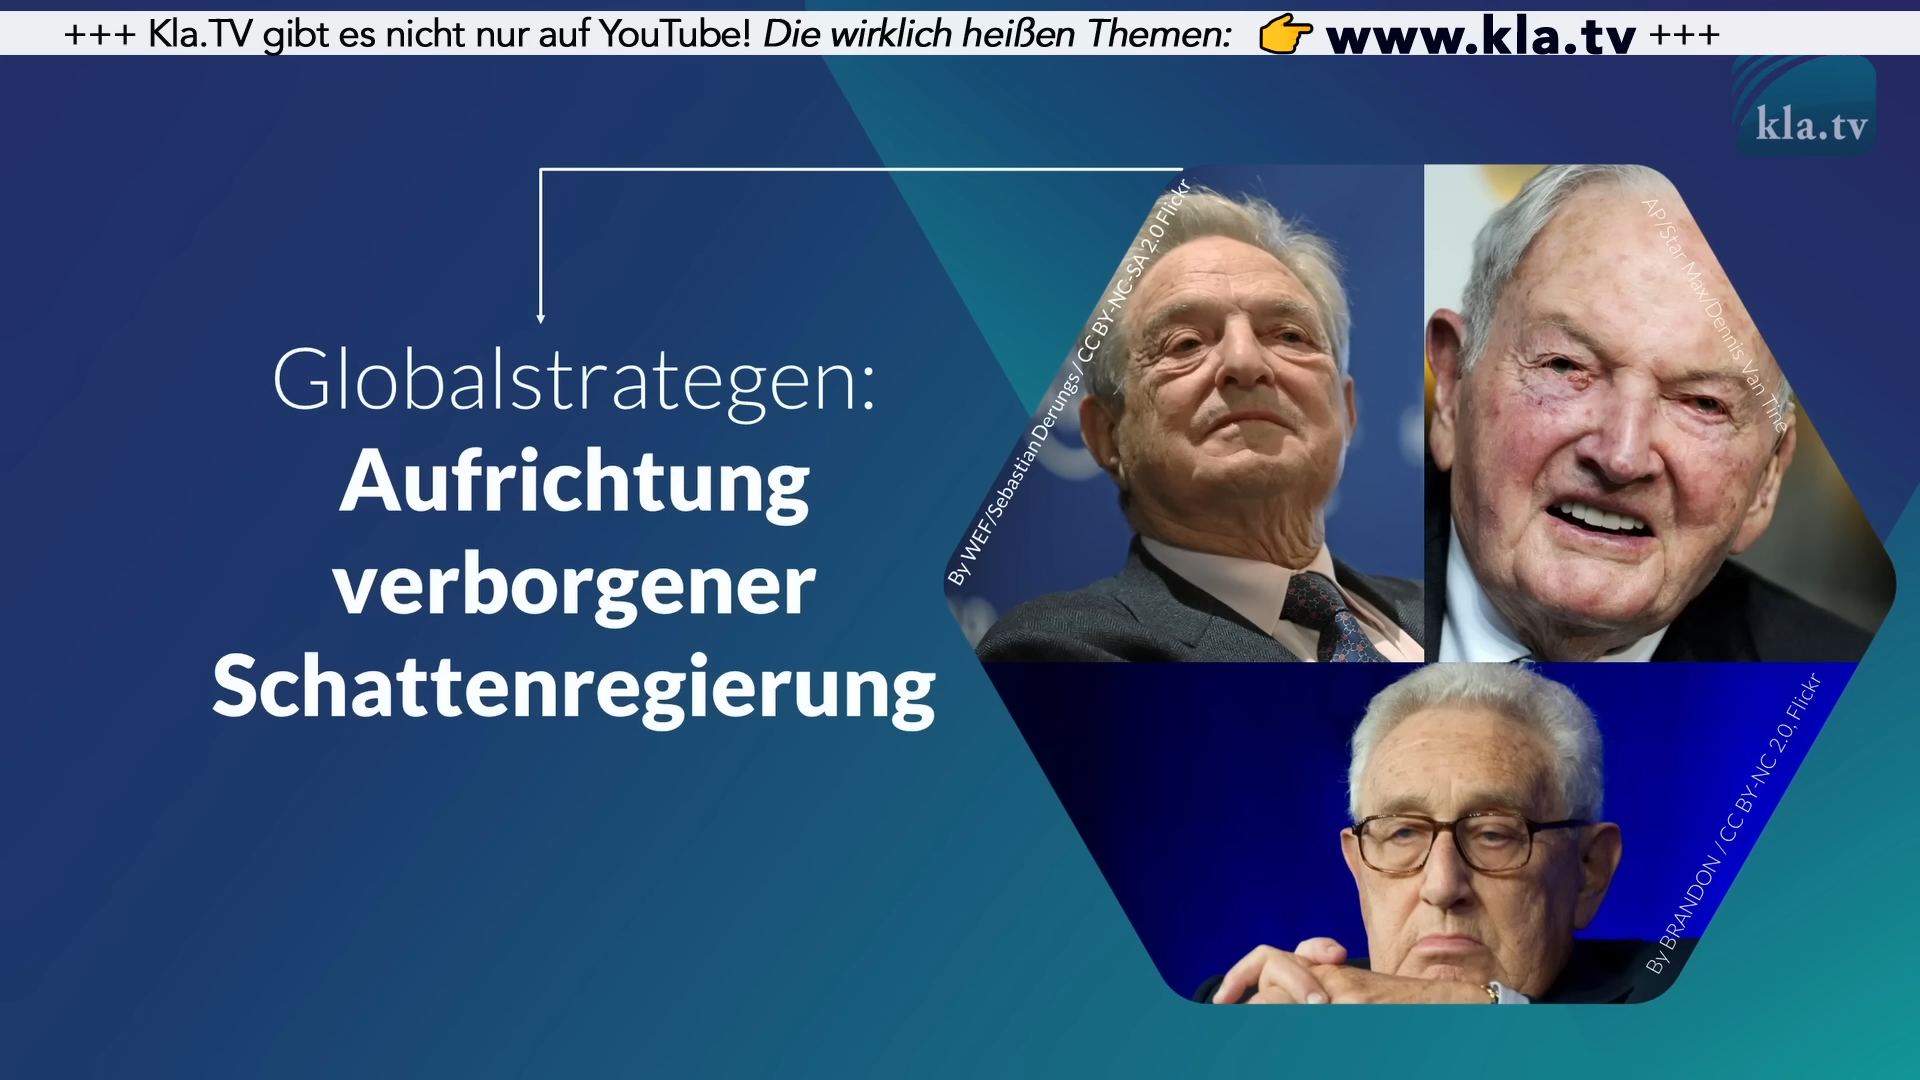 +++ Kla.TV gibt es nicht nur auf YouTube! Die wirklich heißen Themen: 👉 www.kla.tv +++
kla.tv
Globalstrategen:
Aufrichtung
verborgener
Schattenregierung
By WEF/Sebastian Derungs / CC BY-NC-SA 2.0 Flickr
AP/Star Max/Dennis Van Tine
By BRANDON / CC BY-NC 2.0, Flickr